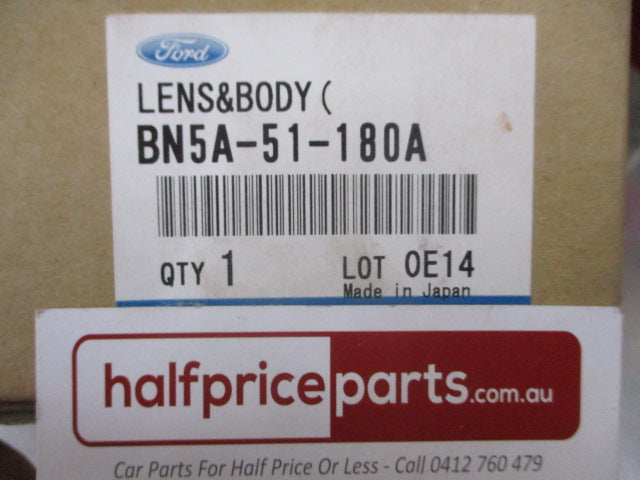 Ford
LENS&BODY (
BN5A-51-180A
QTY 1 LOT 0E14
Made in Japan
halfpriceparts.com.au
Car Parts For Half Price Or Less - Call 0412 760 479